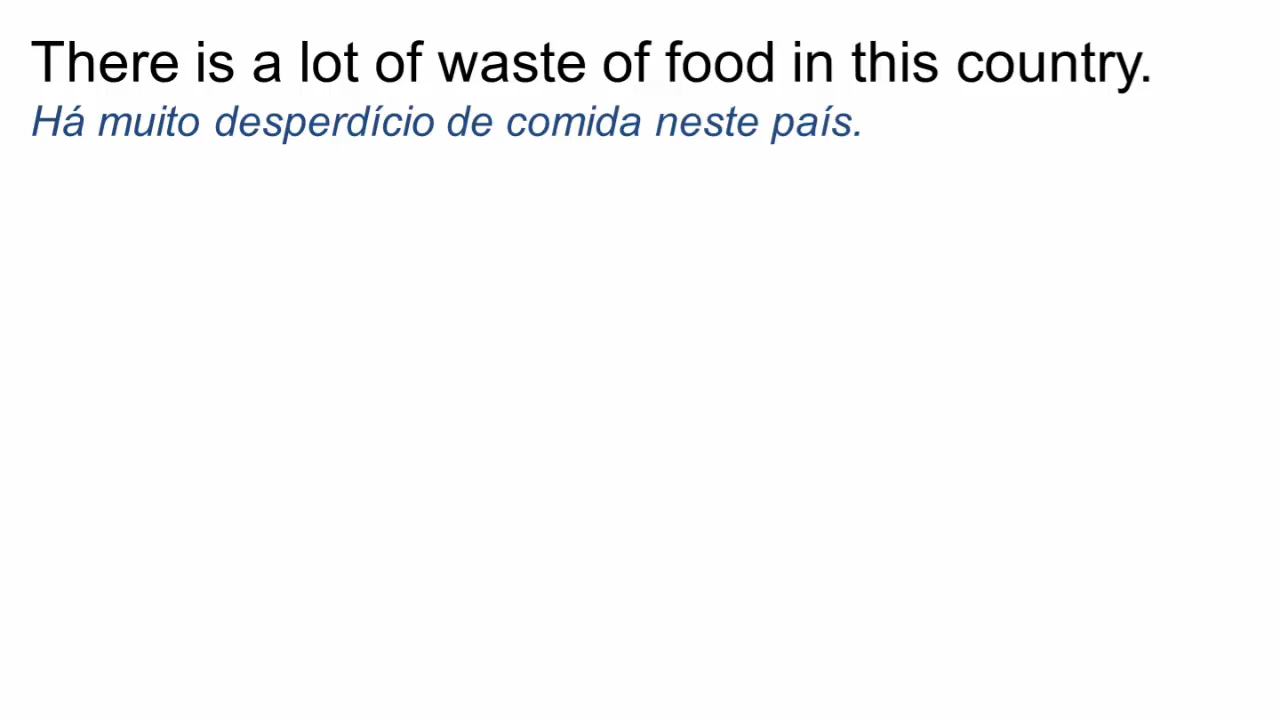 There is a lot of waste of food in this country.
Há muito desperdício de comida neste país.